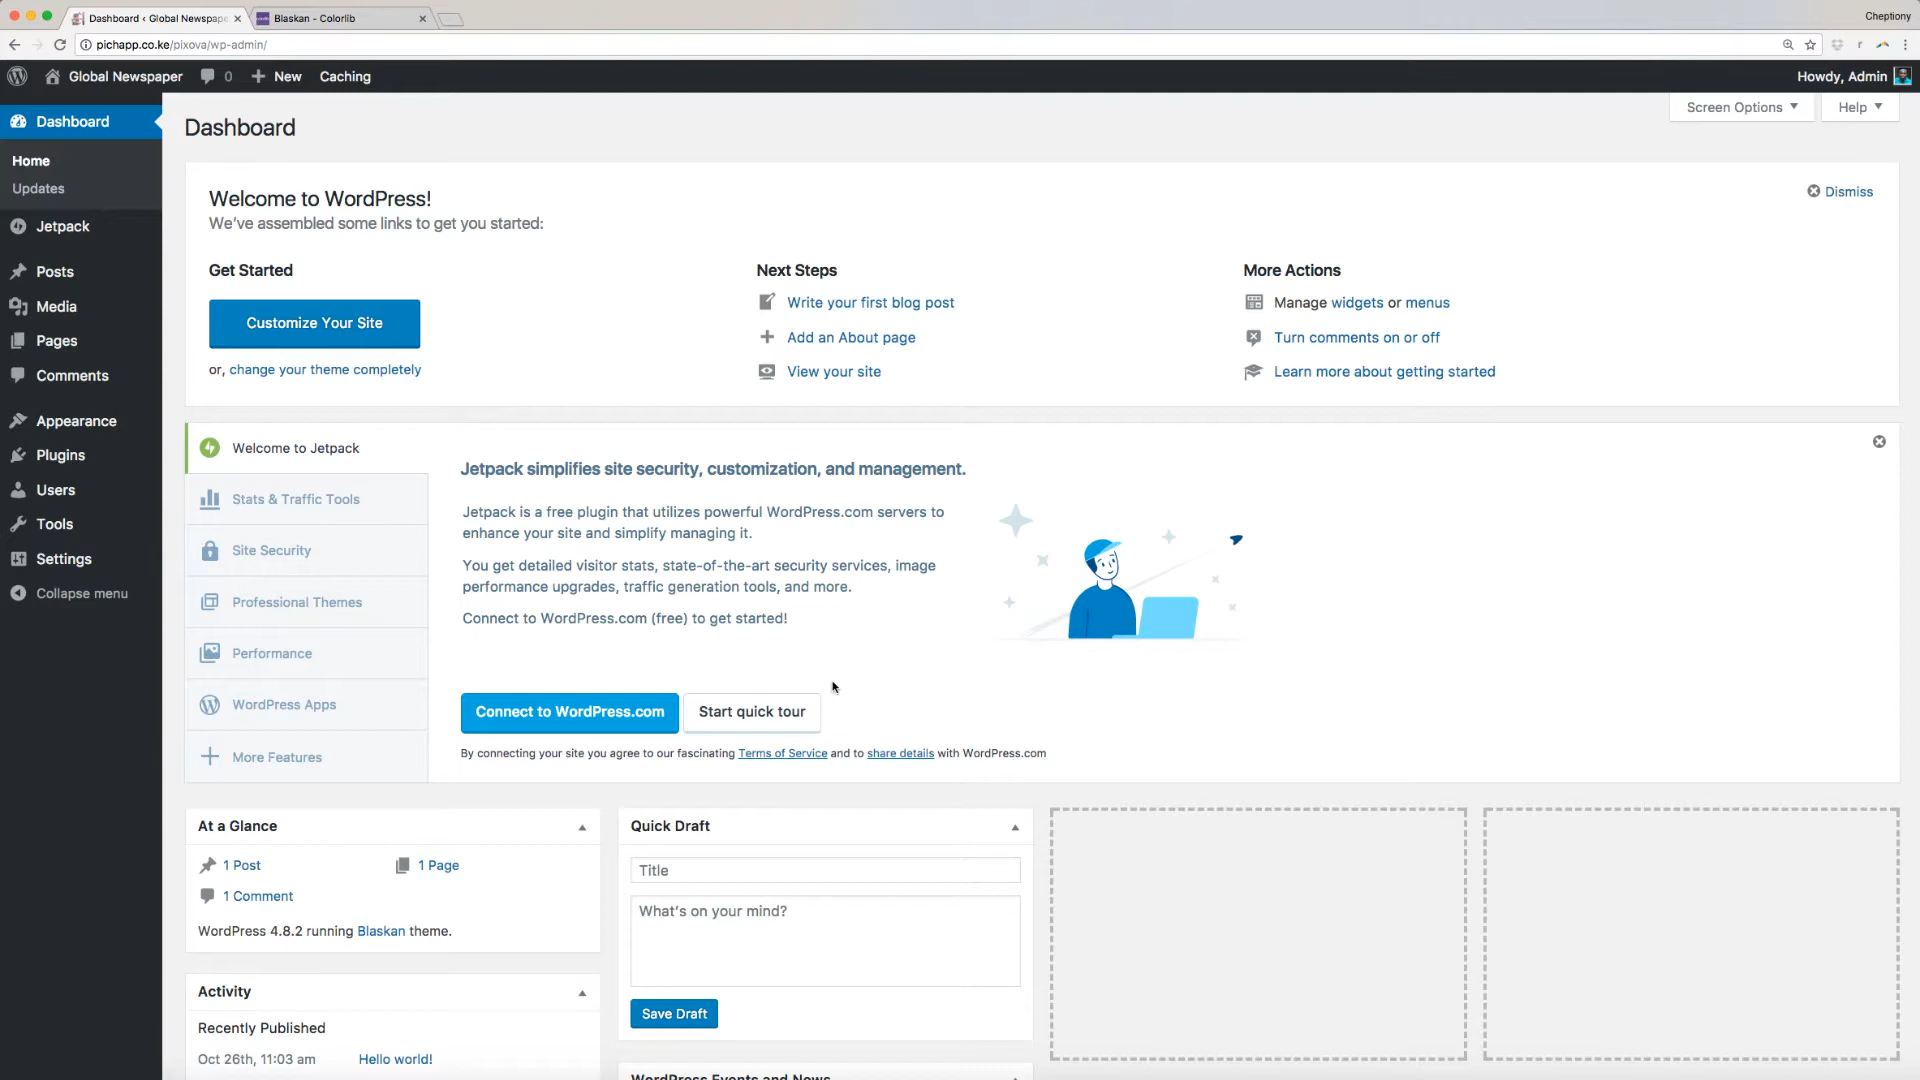 Dashboard ‹ Global Newspape
Blaskan - Colorlib
Cheptiony
pichapp.co.ke/pixova/wp-admin/
Global Newspaper
0
New
Caching
Howdy, Admin
Dashboard
Home
Updates
Jetpack
Posts
Media
Pages
Comments
Appearance
Plugins
Users
Tools
Settings
Collapse menu
Dashboard
Screen Options
Help
Welcome to WordPress!
We've assembled some links to get you started:
Dismiss
Get Started
Customize Your Site
or, change your theme completely
Next Steps
Write your first blog post
Add an About page
View your site
More Actions
Manage widgets or menus
Turn comments on or off
Learn more about getting started
Welcome to Jetpack
Stats & Traffic Tools
Site Security
Professional Themes
Performance
WordPress Apps
More Features
Jetpack simplifies site security, customization, and management.
Jetpack is a free plugin that utilizes powerful WordPress.com servers to
enhance your site and simplify managing it.
You get detailed visitor stats, state-of-the-art security services, image
performance upgrades, traffic generation tools, and more.
Connect to WordPress.com (free) to get started!
Connect to WordPress.com
Start quick tour
By connecting your site you agree to our fascinating Terms of Service and to share details with WordPress.com
At a Glance
1 Post
1 Page
1 Comment
WordPress 4.8.2 running Blaskan theme.
Activity
Recently Published
Oct 26th, 11:03 am
Hello world!
Quick Draft
Title
What's on your mind?
Save Draft
WordPress Events and News